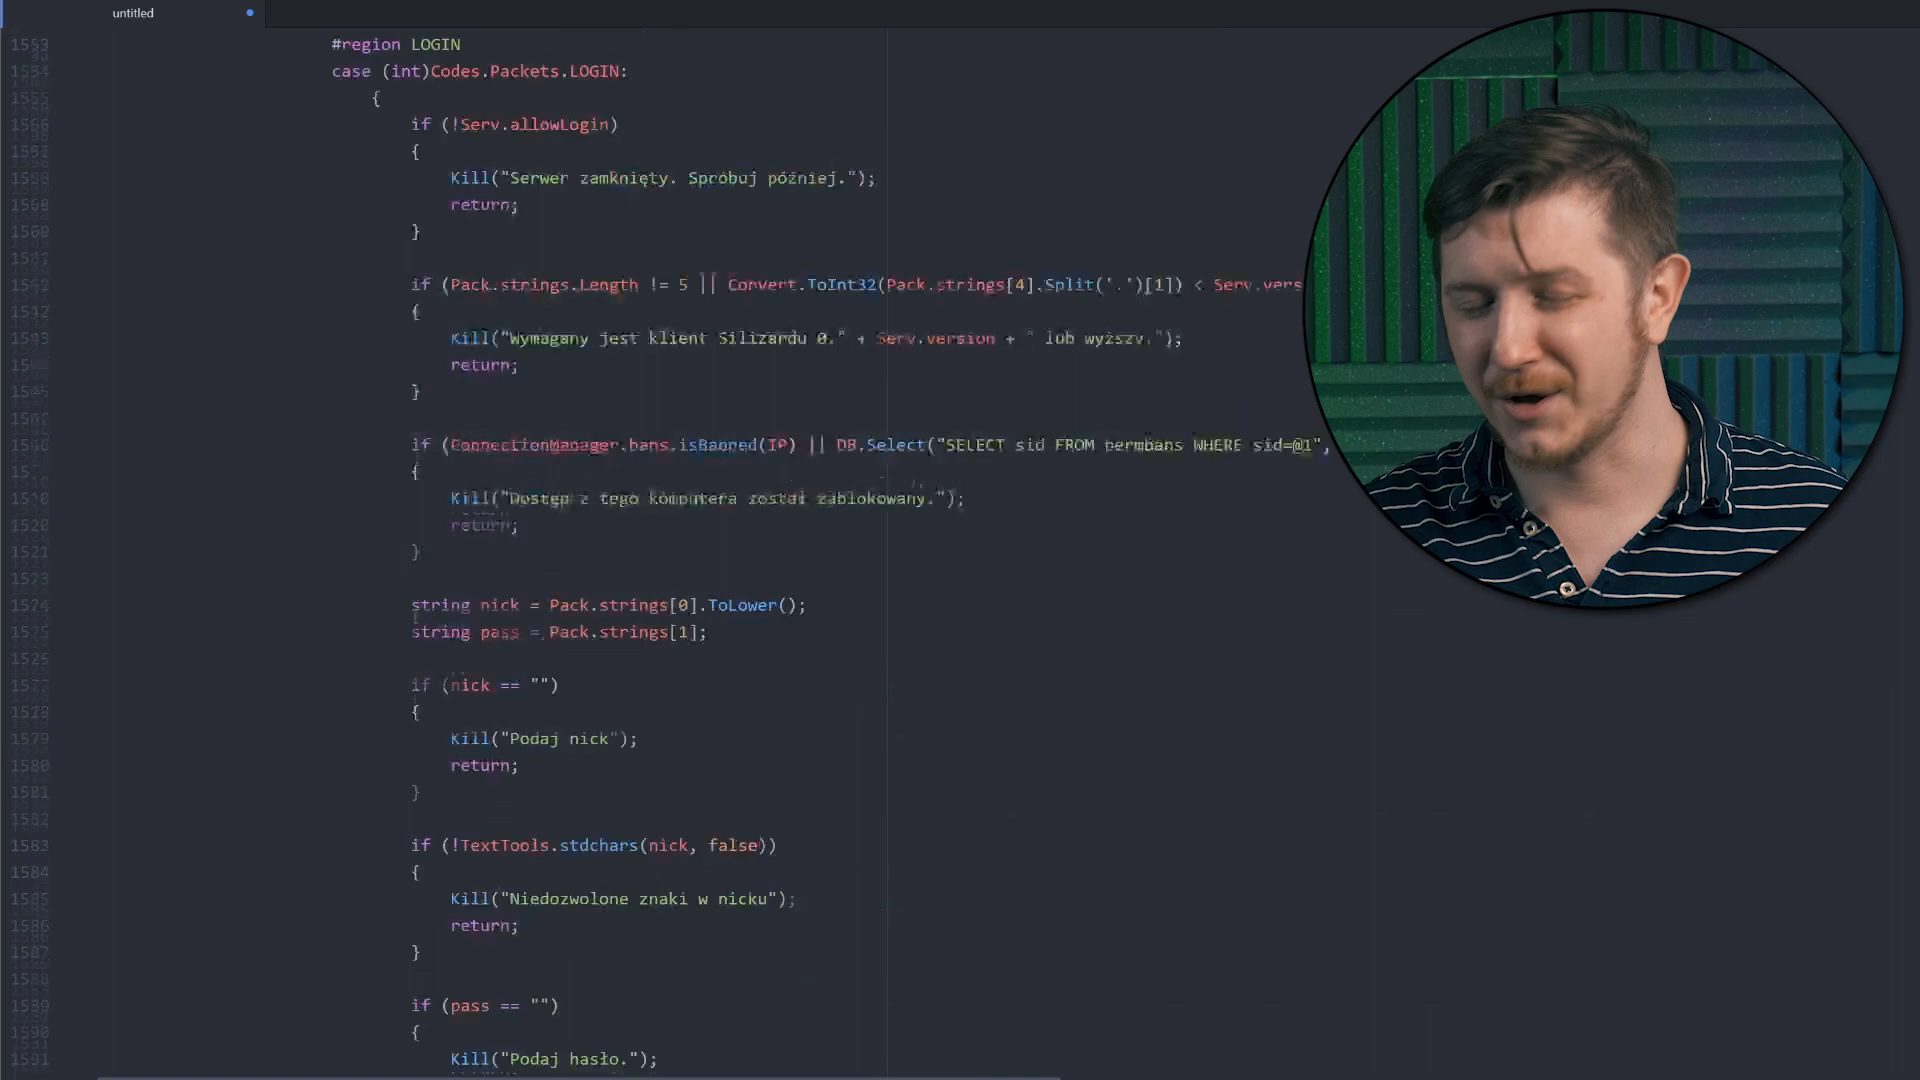 untitled
#region LOGIN
case (int)Codes.Packets.LOGIN:
{
if (!Serv.allowLogin)
{
Kill("Serwer zamknięty. Spróbuj później.");
return;
}
if (Pack.strings.Length != 5 || Convert.ToInt32(Pack.strings[4].Split('.')[1]) < Serv.vers
{
Kill("Wymagany jest klient Silizardu 0." + Serv.version + " lub wyższy.");
return;
}
if (ConnectionManager.bans.isBanned(IP) || DB.Select("SELECT sid FROM permbans WHERE sid=@1",
{
Kill("Dostęp z tego komputera został zablokowany.");
return;
}
string nick = Pack.strings[0].ToLower();
string pass = Pack.strings[1];
if (nick == "")
{
Kill("Podaj nick");
return;
}
if (!TextTools.stdchars(nick, false))
{
Kill("Niedozwolone znaki w nicku");
return;
}
if (pass == "")
{
Kill("Podaj hasło.");